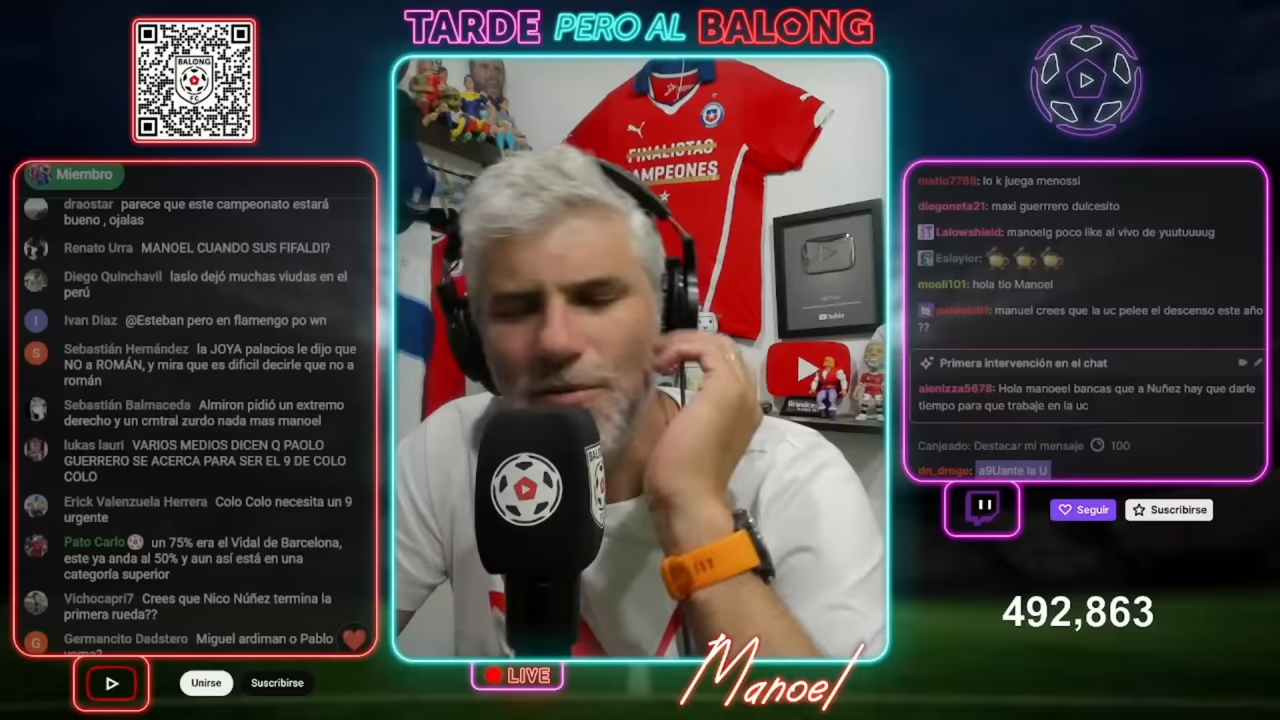 TARDE PERO AL BALONG
BALONG
FC
Miembro
draostar parece que este campeonato estará
bueno , ojalas
Renato Urra MANOEL CUANDO SUS FIFALDI?
Diego Quinchavil laslo dejó muchas viudas en el
perú
Ivan Diaz @Esteban pero en flamengo po wn
Sebastián Hernández la JOYA palacios le dijo que
NO a ROMÁN, y mira que es dificil decirle que no a
román
Sebastián Balmaceda Almiron pidió un extremo
derecho y un cmtral zurdo nada mas manoel
lukas lauri VARIOS MEDIOS DICEN Q PAOLO
GUERRERO SE ACERCA PARA SER EL 9 DE COLO
COLO
Erick Valenzuela Herrera Colo Colo necesita un 9
urgente
Pato Carlo un 75% era el Vidal de Barcelona,
este ya anda al 50% y aun así está en una
categoría superior
Vichocapri7 Crees que Nico Núñez termina la
primera rueda??
Germancito Dadstero Miguel ardiman o Pablo
Unirse
Suscribirse
FINALISTAS
CAMPEONES
YouTube
LIVE
Manoel
matio7788: lo k juega menossi
diegoneta21: maxi guerrrero dulcesito
Lalowshield: manoelg poco like al vivo de yuutuuuug
Eslayier:
mooli101: hola tio Manoel
manuel crees que la uc pelee el descenso este año
??
Primera intervención en el chat
alenizza5678: Hola manoeel bancas que a Nuñez hay que darle
tiempo para que trabaje en la uc
Canjeado: Destacar mi mensaje 100
dn_drogo: a9Uante la U
Seguir
Suscribirse
492,863